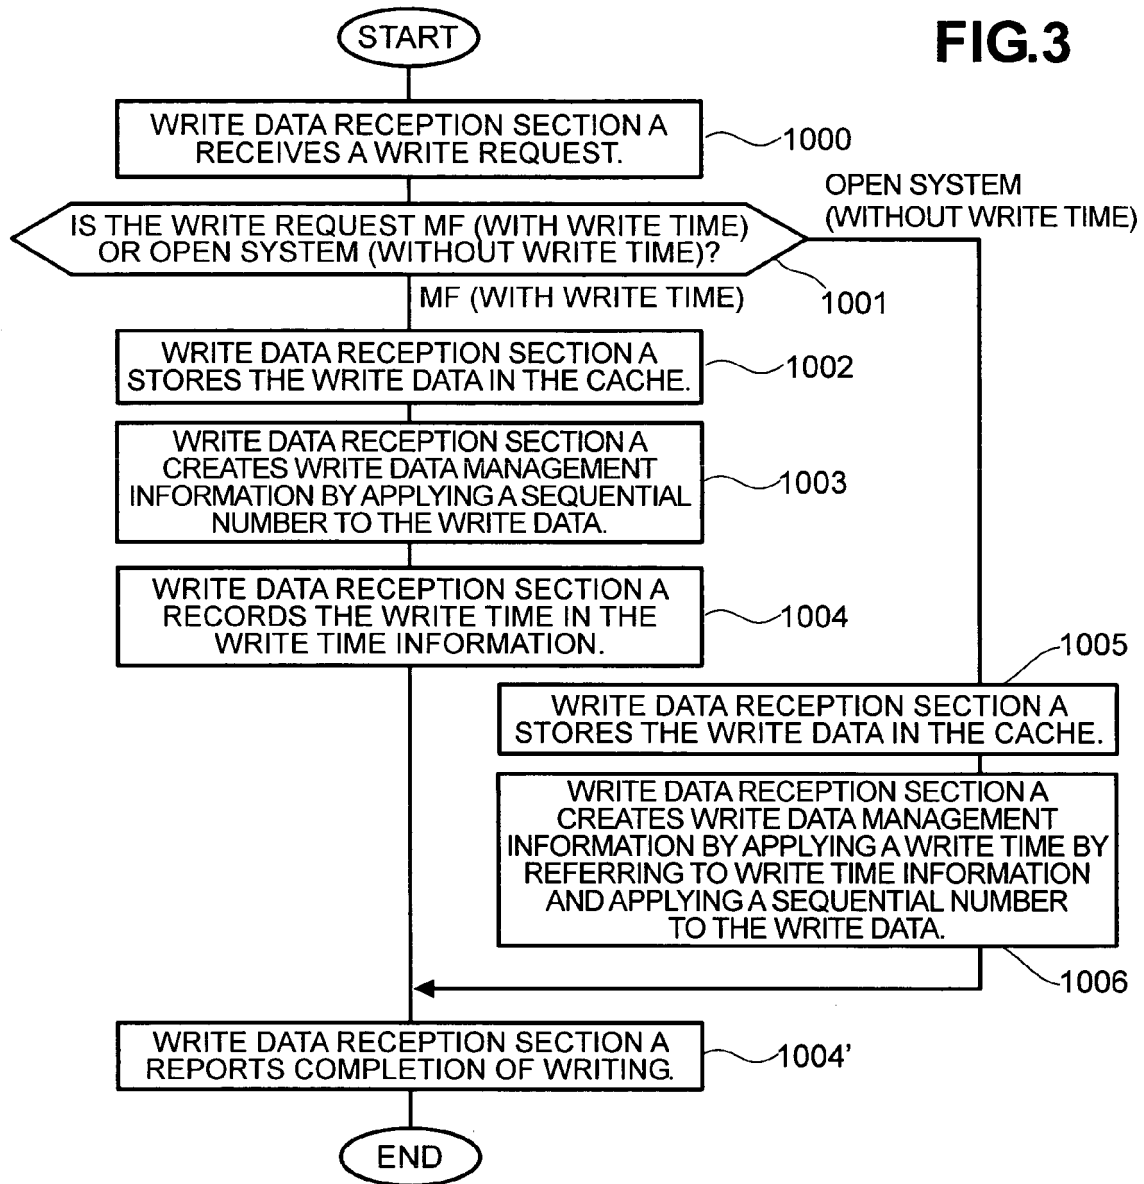 FIG.3
START
WRITE DATA RECEPTION SECTION A
RECEIVES A WRITE REQUEST.
1000
IS THE WRITE REQUEST MF (WITH WRITE TIME)
OR OPEN SYSTEM (WITHOUT WRITE TIME)?
1001
OPEN SYSTEM
(WITHOUT WRITE TIME)
MF (WITH WRITE TIME)
WRITE DATA RECEPTION SECTION A
STORES THE WRITE DATA IN THE CACHE.
1002
WRITE DATA RECEPTION SECTION A
CREATES WRITE DATA MANAGEMENT
INFORMATION BY APPLYING A SEQUENTIAL
NUMBER TO THE WRITE DATA.
1003
WRITE DATA RECEPTION SECTION A
RECORDS THE WRITE TIME IN THE
WRITE TIME INFORMATION.
1004
1005
WRITE DATA RECEPTION SECTION A
STORES THE WRITE DATA IN THE CACHE.
WRITE DATA RECEPTION SECTION A
CREATES WRITE DATA MANAGEMENT
INFORMATION BY APPLYING A WRITE TIME BY
REFERRING TO WRITE TIME INFORMATION
AND APPLYING A SEQUENTIAL NUMBER
TO THE WRITE DATA.
1006
WRITE DATA RECEPTION SECTION A
REPORTS COMPLETION OF WRITING.
1004'
END